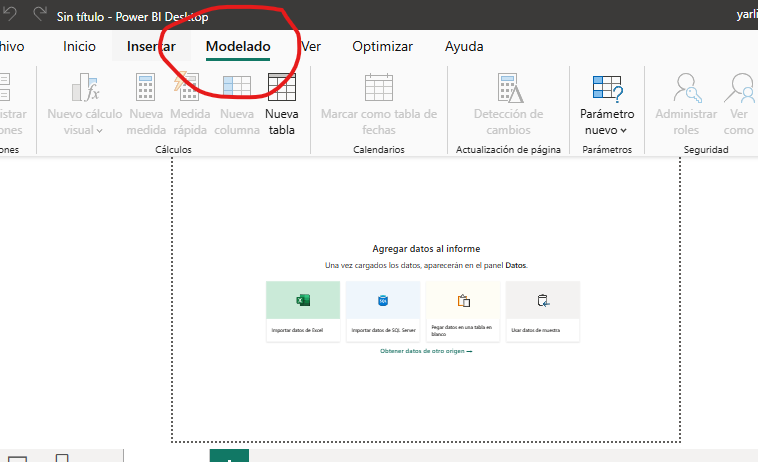 Sin título - Power BI Desktop
yarli
hivo Inicio Insertar Modelado Ver Optimizar Ayuda
istrar
ones
Nuevo cálculo
visual
Nueva
medida
Medida
rápida
Nueva
columna
Nueva
tabla
Marcar como tabla de
fechas
Detección de
cambios
Parámetro
nuevo
Administrar
roles
Ver
como
ones Cálculos Calendarios Actualización de página Parámetros Seguridad
Agregar datos al informe
Una vez cargados los datos, aparecerán en el panel Datos.
SQL
Importar datos de Excel
Importar datos de SQL Server
Pegar datos en una tabla en
blanco
Usar datos de muestra
Obtener datos de otro origen →